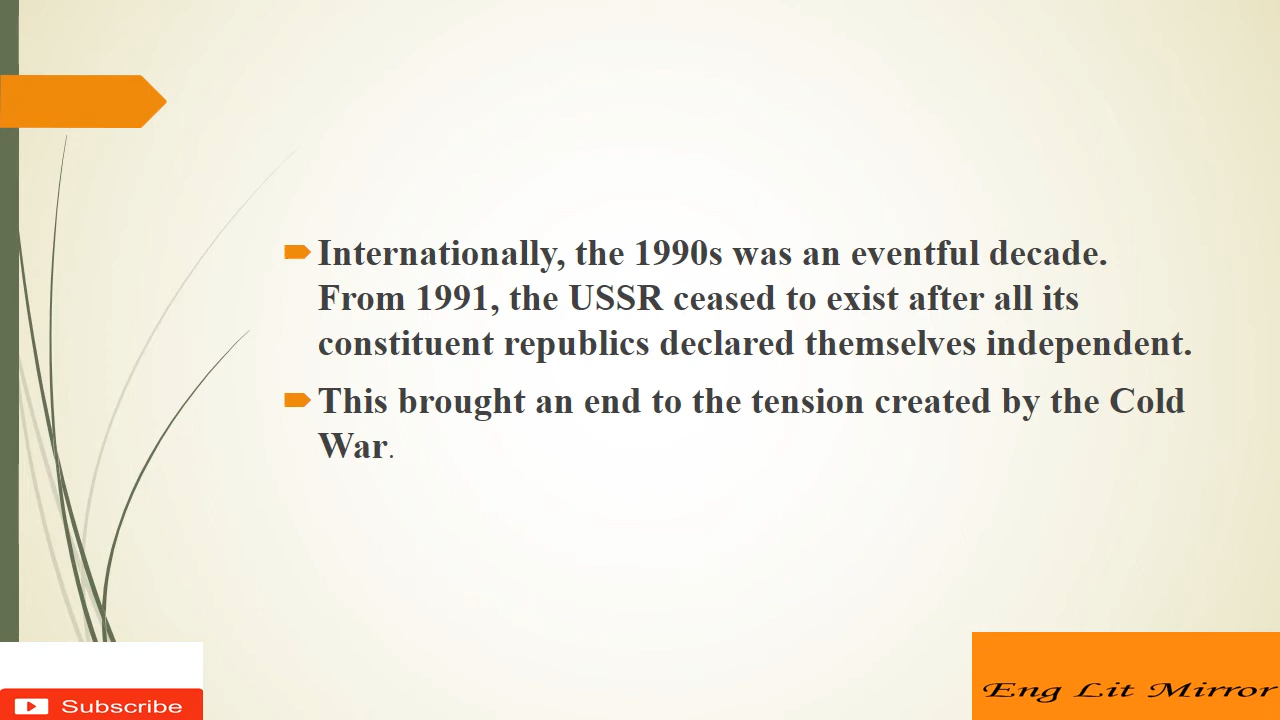 Internationally, the 1990s was an eventful decade.
From 1991, the USSR ceased to exist after all its
constituent republics declared themselves independent.
This brought an end to the tension created by the Cold
War.
Subscribe
Eng Lit Mirror